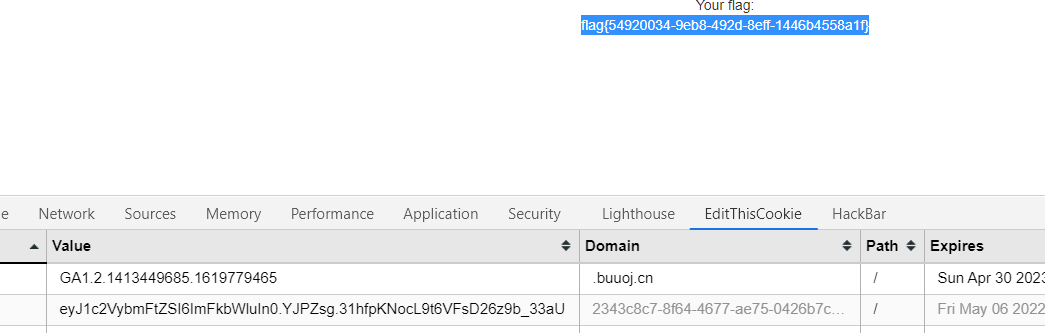 Your flag:
flag{54920034-9eb8-492d-8eff-1446b4558a1f}
e Network Sources Memory Performance Application Security Lighthouse EditThisCookie HackBar
Value Domain Path Expires
GA1.2.1413449685.1619779465 .buuoj.cn / Sun Apr 30 2023
eyJ1c2VybmFtZSI6ImFkbWluIn0.YJPZsg.31hfpKNocL9t6VFsD26z9b_33aU 2343c8c7-8f64-4677-ae75-0426b7c... / Fri May 06 2022